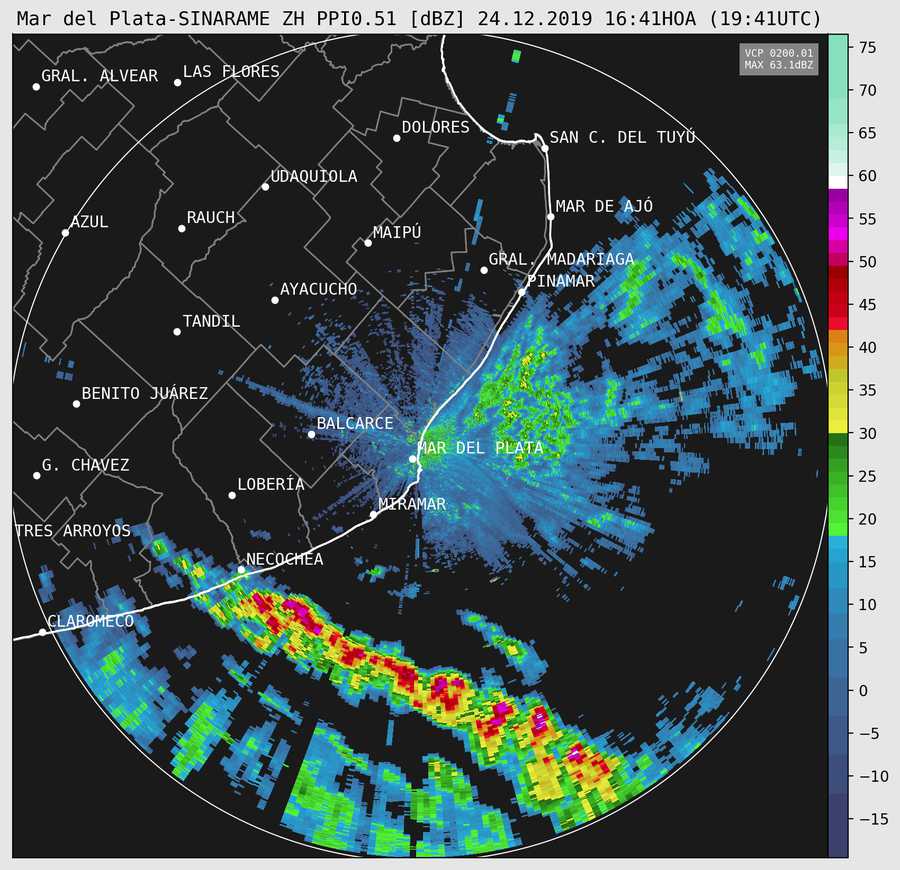 Mar del Plata-SINARAME ZH PPI0.51 [dBZ] 24.12.2019 16:41HOA (19:41UTC)
VCP 0200.01
MAX 63.1dBZ
GRAL. ALVEAR
LAS FLORES
DOLORES
SAN C. DEL TUYÚ
UDAQUIOLA
AZUL
RAUCH
MAR DE AJÓ
MAIPÚ
GRAL. MADARIAGA
PINAMAR
AYACUCHO
TANDIL
BENITO JUÁREZ
BALCARCE
MAR DEL PLATA
G. CHAVEZ
LOBERÍA
MIRAMAR
TRES ARROYOS
NECOCHEA
CLAROMECO
75
70
65
60
55
50
45
40
35
30
25
20
15
10
5
0
−5
−10
−15